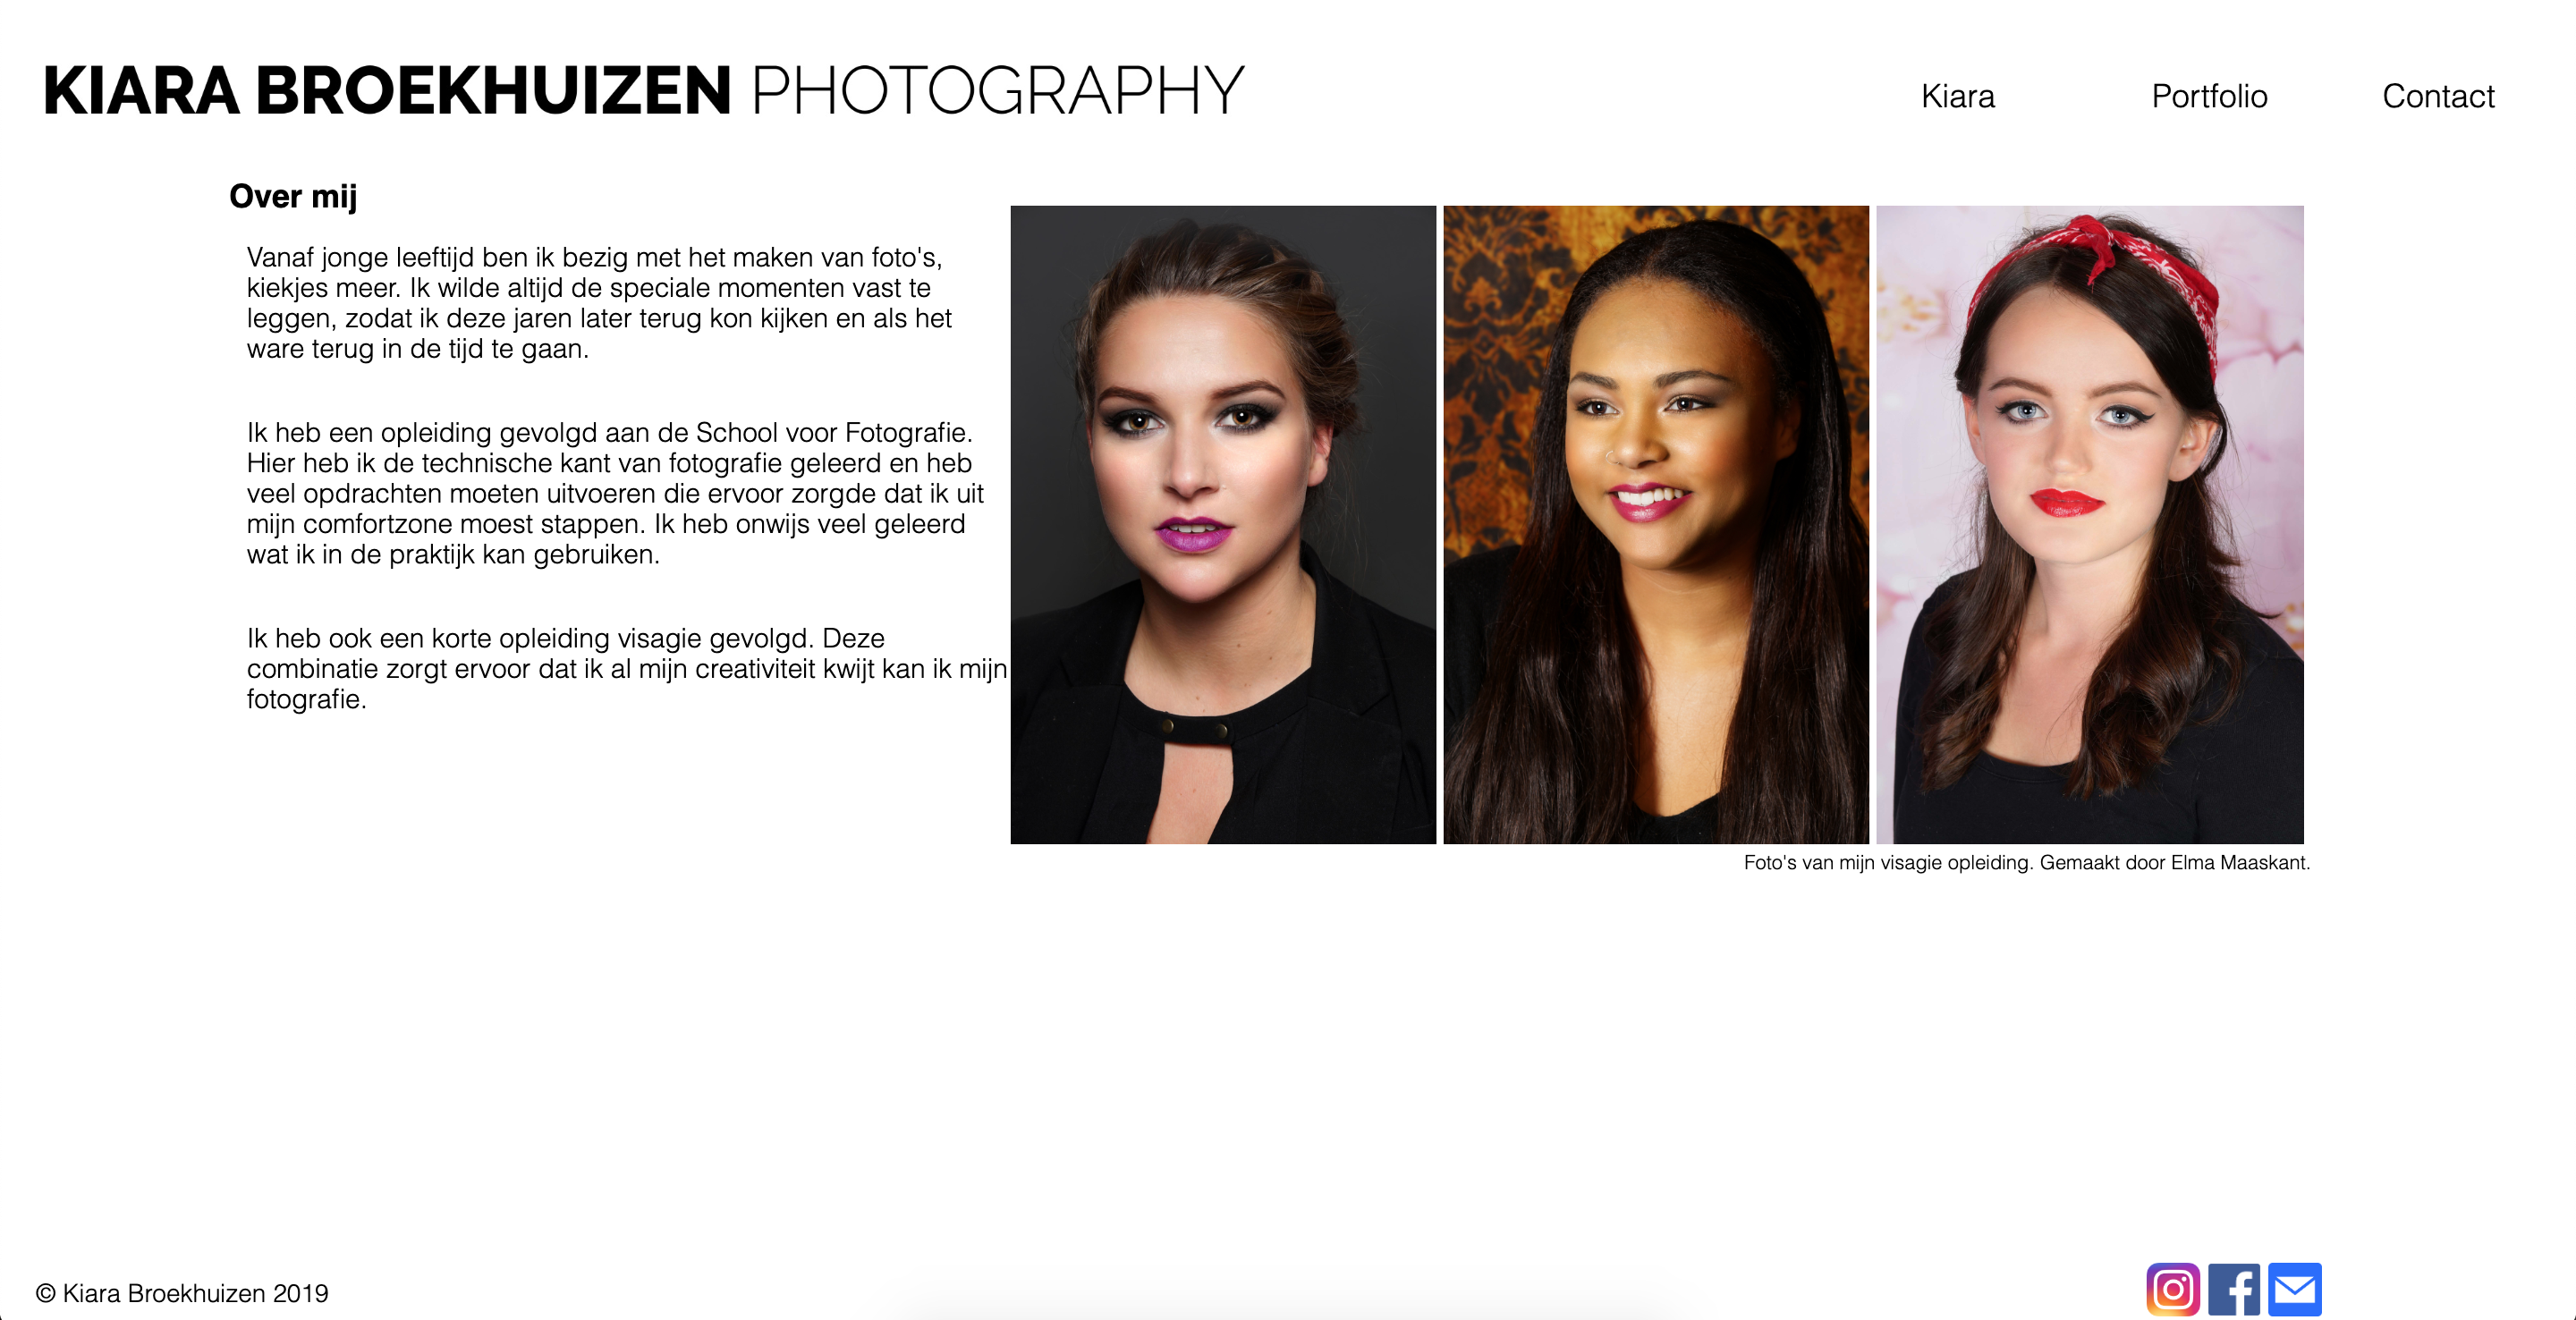 KIARA BROEKHUIZEN PHOTOGRAPHY
Kiara
Portfolio
Contact
Over mij
Vanaf jonge leeftijd ben ik bezig met het maken van foto's,
kiekjes meer. Ik wilde altijd de speciale momenten vast te
leggen, zodat ik deze jaren later terug kon kijken en als het
ware terug in de tijd te gaan.
Ik heb een opleiding gevolgd aan de School voor Fotografie.
Hier heb ik de technische kant van fotografie geleerd en heb
veel opdrachten moeten uitvoeren die ervoor zorgde dat ik uit
mijn comfortzone moest stappen. Ik heb onwijs veel geleerd
wat ik in de praktijk kan gebruiken.
Ik heb ook een korte opleiding visagie gevolgd. Deze
combinatie zorgt ervoor dat ik al mijn creativiteit kwijt kan ik mijn
fotografie.
Foto's van mijn visagie opleiding. Gemaakt door Elma Maaskant.
© Kiara Broekhuizen 2019